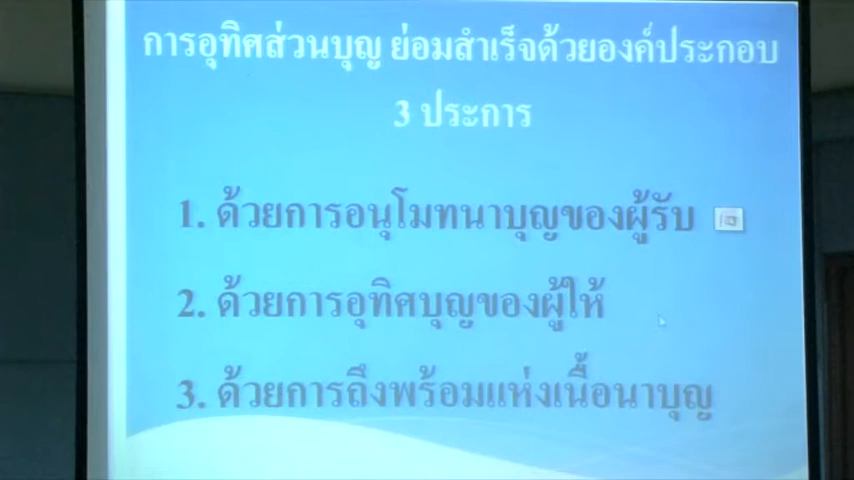 การอุทิศส่วนบุญ ย่อมสำเร็จด้วยองค์ประกอบ
3 ประการ
1. ด้วยการอนุโมทนาบุญของผู้รับ
2. ด้วยการอุทิศบุญของผู้ให้
3. ด้วยการถึงพร้อมแห่งเนื้อนาบุญ